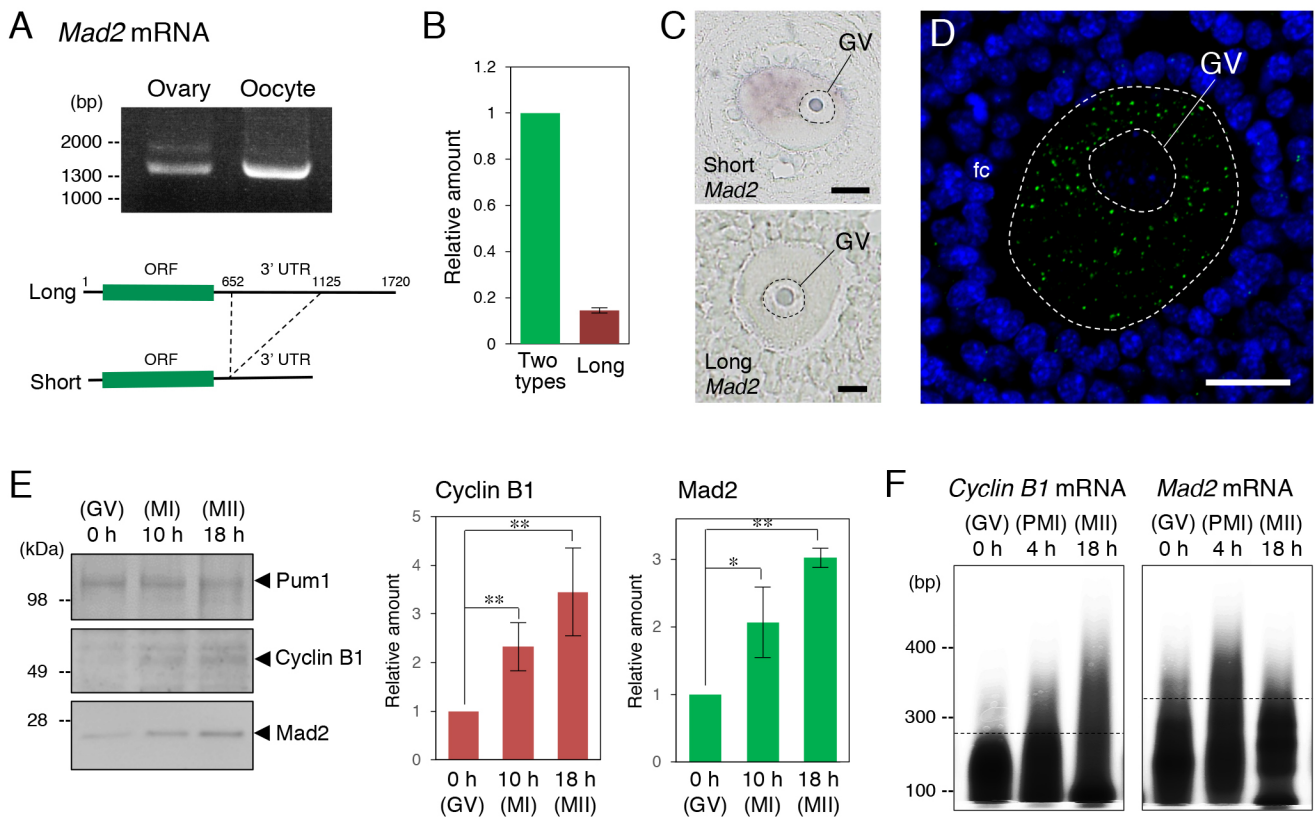 A
Mad2 mRNA
Ovary Oocyte
(bp)
2000 --
1300 --
1000 --
1 ORF 652 3' UTR 1125 1720
Long
ORF 3' UTR
Short
B
Relative amount
1.2
1
0.8
0.6
0.4
0.2
0
Two types
Long
C
GV
Short
Mad2
GV
Long
Mad2
D
GV
fc
E
(GV) (MI) (MII)
0 h 10 h 18 h
(kDa)
98 --
49 --
28 --
Pum1
Cyclin B1
Mad2
Cyclin B1
Relative amount
5
4
3
2
1
0
**
**
0 h 10 h 18 h
(GV) (MI) (MII)
Mad2
Relative amount
3
2
1
0
**
*
0 h 10 h 18 h
(GV) (MI) (MII)
F
Cyclin B1 mRNA Mad2 mRNA
(GV) (PMI) (MII) (GV) (PMI) (MII)
0 h 4 h 18 h 0 h 4 h 18 h
(bp)
400 --
300 --
100 --